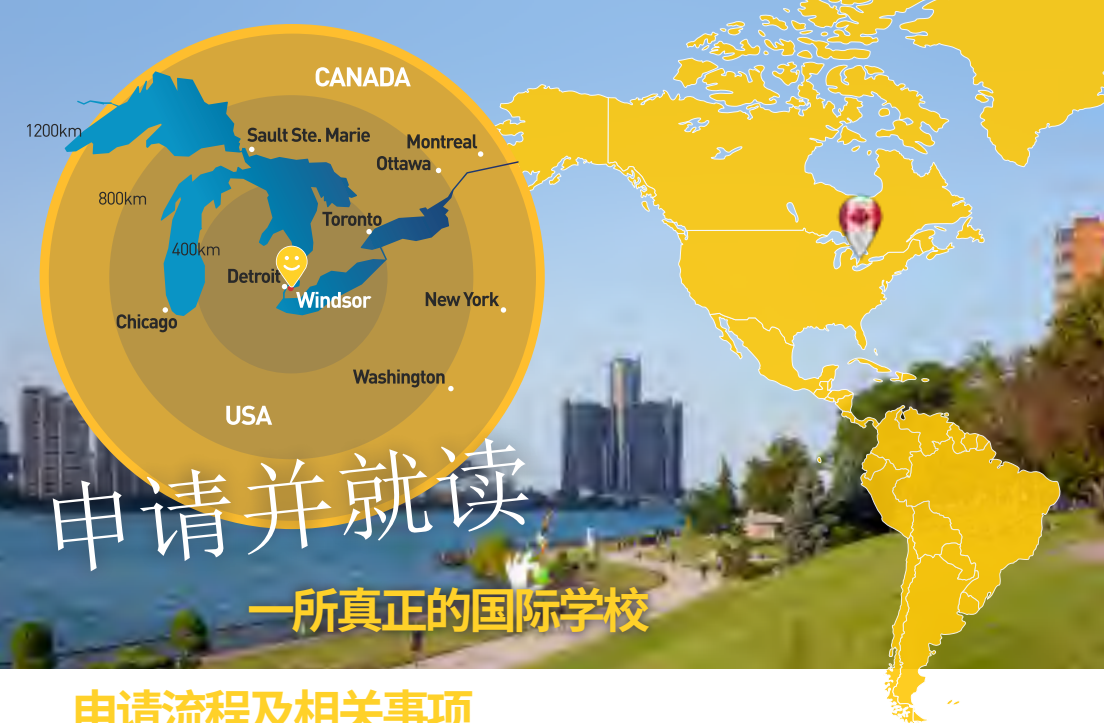 CANADA
1200km
Sault Ste. Marie
Montreal
Ottawa
800km
Toronto
400km
Detroit
Windsor
New York
Chicago
Washington
USA
申请并就读
一所真正的国际学校
申请流程及相关事项